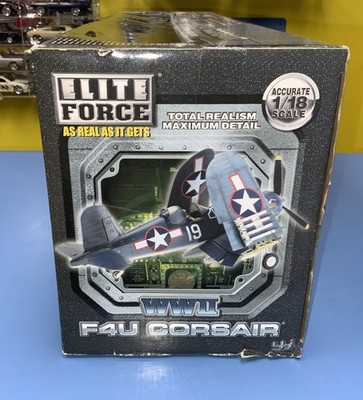 ELITE
FORCE
AS REAL AS IT GETS
TOTAL REALISM
MAXIMUM DETAIL
ACCURATE
1/18
SCALE
19
WWII
F4U CORSAIR